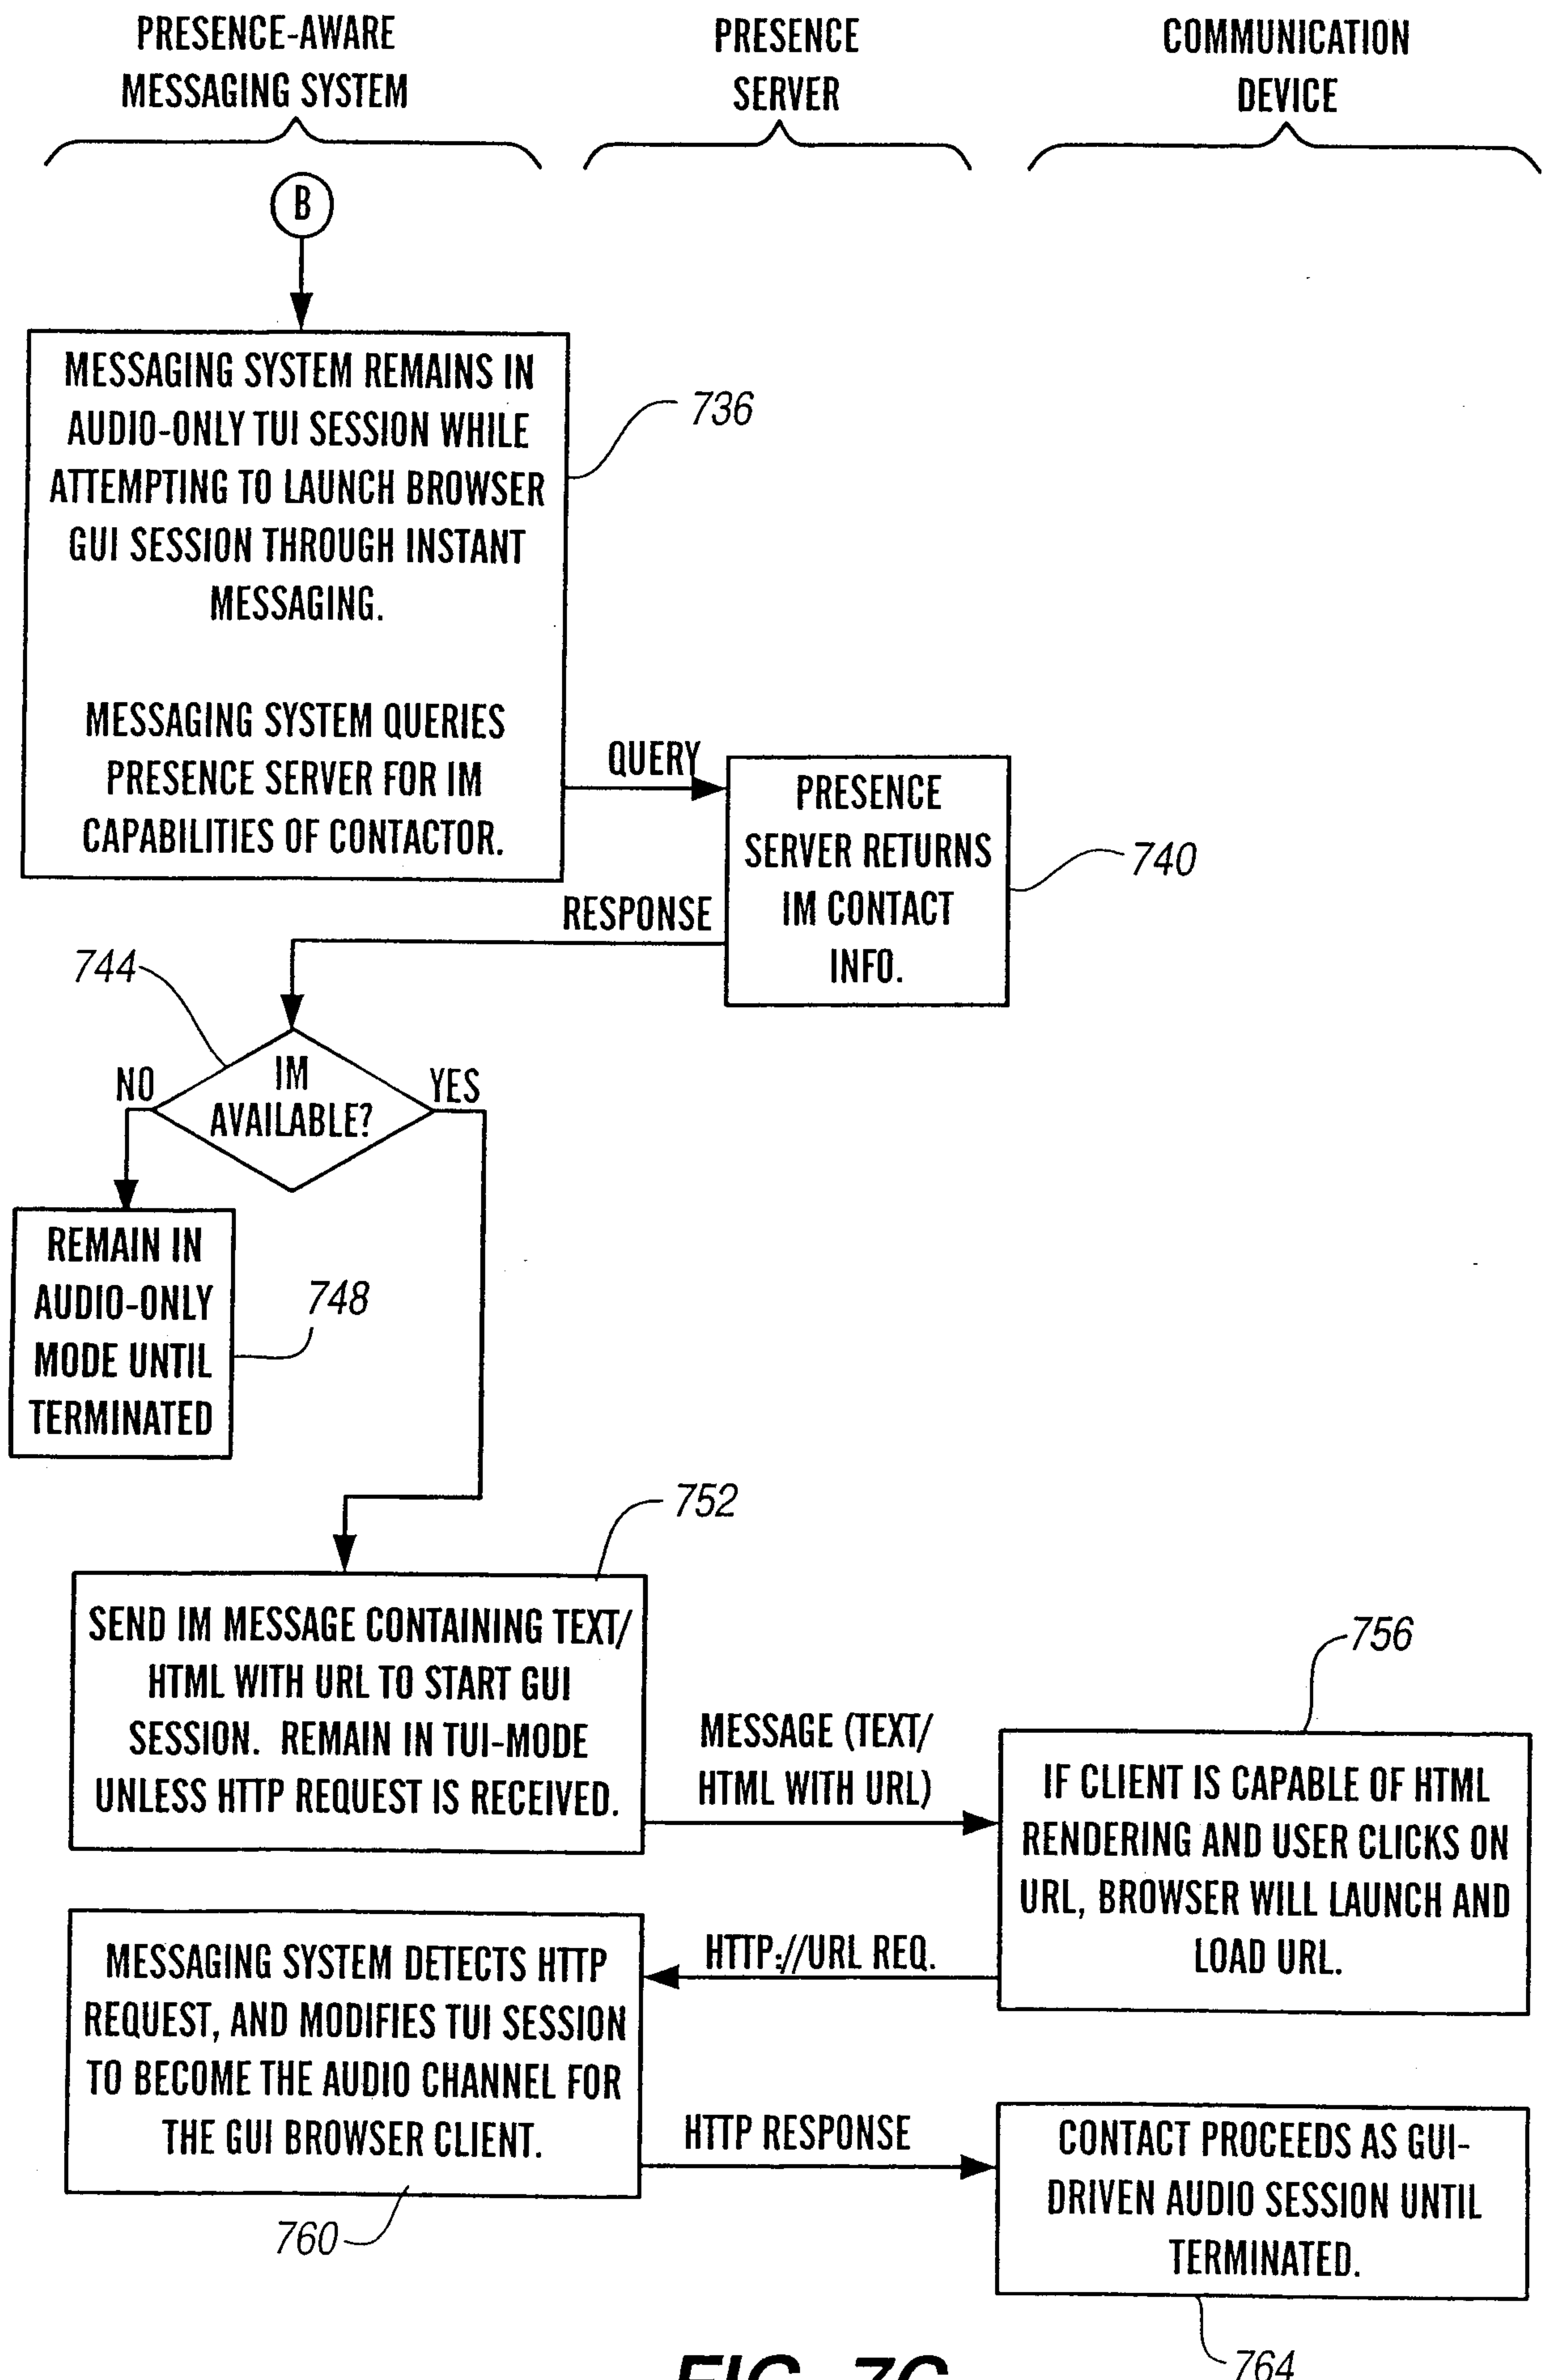 PRESENCE-AWARE
MESSAGING SYSTEM
PRESENCE
SERVER
COMMUNICATION
DEVICE
B
MESSAGING SYSTEM REMAINS IN
AUDIO-ONLY TUI SESSION WHILE
ATTEMPTING TO LAUNCH BROWSER
GUI SESSION THROUGH INSTANT
MESSAGING.
MESSAGING SYSTEM QUERIES
PRESENCE SERVER FOR IM
CAPABILITIES OF CONTACTOR.
736
QUERY
PRESENCE
SERVER RETURNS
IM CONTACT
INFO.
740
RESPONSE
744
IM
AVAILABLE?
NO
YES
REMAIN IN
AUDIO-ONLY
MODE UNTIL
TERMINATED
748
752
SEND IM MESSAGE CONTAINING TEXT/
HTML WITH URL TO START GUI
SESSION. REMAIN IN TUI-MODE
UNLESS HTTP REQUEST IS RECEIVED.
MESSAGE (TEXT/
HTML WITH URL)
756
IF CLIENT IS CAPABLE OF HTML
RENDERING AND USER CLICKS ON
URL, BROWSER WILL LAUNCH AND
LOAD URL.
HTTP://URL REQ.
MESSAGING SYSTEM DETECTS HTTP
REQUEST, AND MODIFIES TUI SESSION
TO BECOME THE AUDIO CHANNEL FOR
THE GUI BROWSER CLIENT.
760
HTTP RESPONSE
CONTACT PROCEEDS AS GUI-
DRIVEN AUDIO SESSION UNTIL
TERMINATED.
764
FIG. 7C